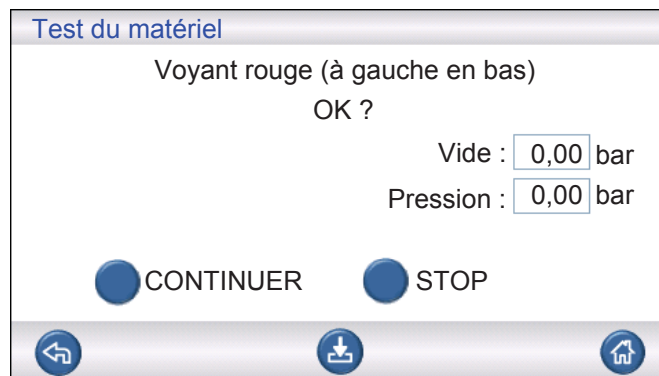 Test du matériel
Voyant rouge (à gauche en bas)
OK ?
Vide : 0,00 bar
Pression : 0,00 bar
CONTINUER STOP